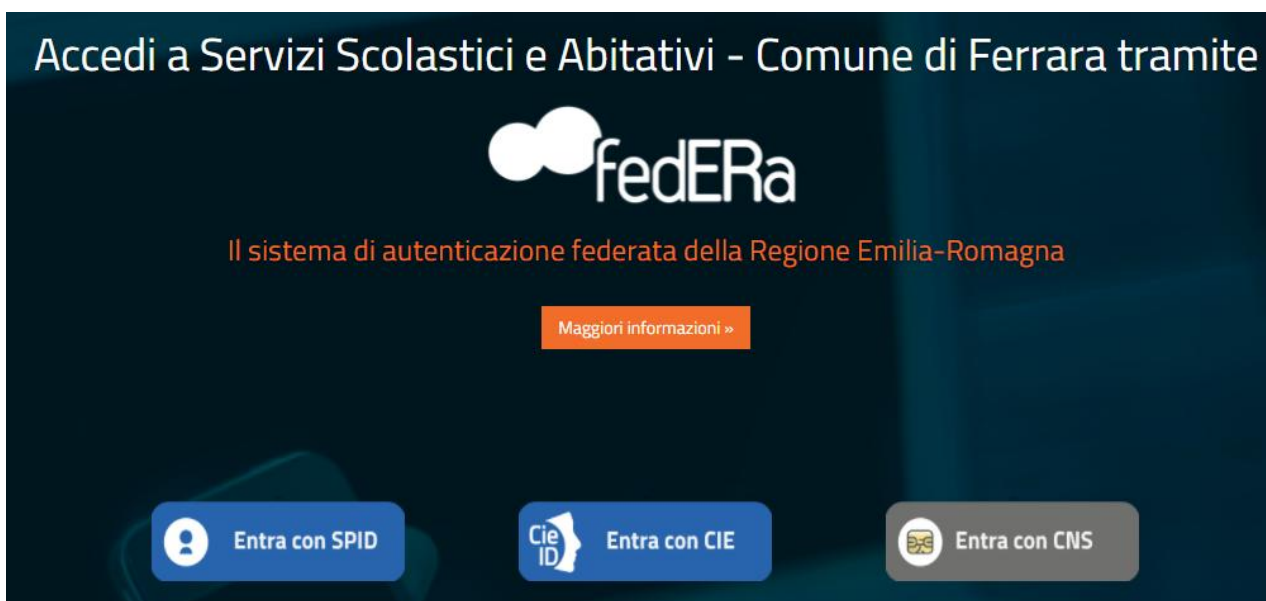 Accedi a Servizi Scolastici e Abitativi - Comune di Ferrara tramite
fedERa
Il sistema di autenticazione federata della Regione Emilia-Romagna
Maggiori informazioni »
Entra con SPID
Cie
ID
Entra con CIE
Entra con CNS